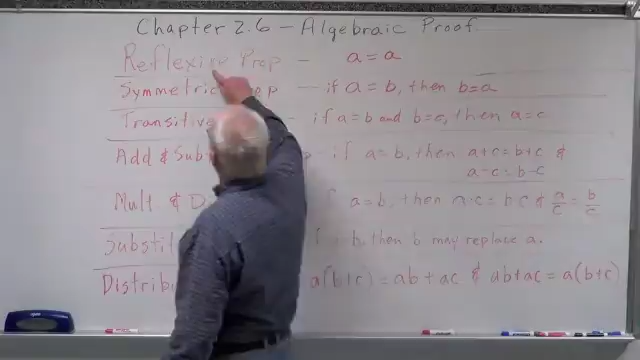 Chapter 2.6 - Algebraic Proof
Reflexive Prop - a = a
Symmetric Prop - if a = b, then b = a
Transitive - if a = b and b = c, then a = c
Add & Sub - if a = b, then a + c = b + c &
a - c = b - c
Mult & D if a = b, then a · c = b c & a/c = b/c
Substit b, then b may replace a.
Distrib a(b+c) = ab + ac & ab + ac = a(b+c)